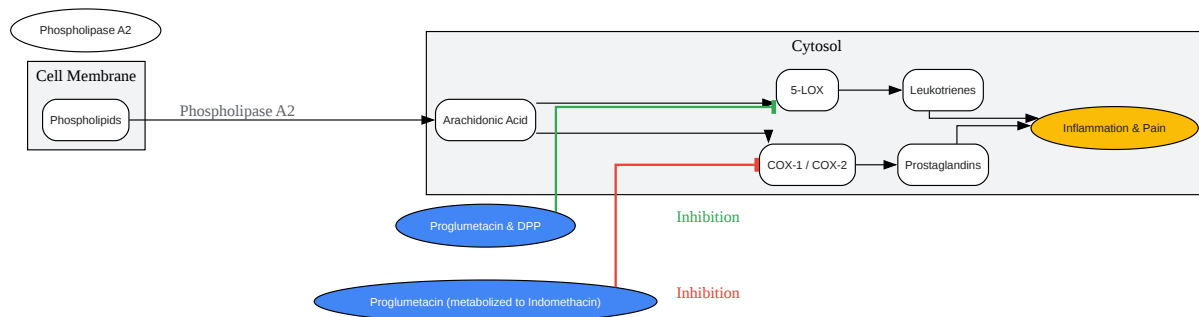 Phospholipase A2
Cell Membrane
Phospholipids
Phospholipase A2
Cytosol
Arachidonic Acid
5-LOX
Leukotrienes
COX-1 / COX-2
Prostaglandins
Inflammation & Pain
Proglumetacin & DPP
Inhibition
Proglumetacin (metabolized to Indomethacin)
Inhibition